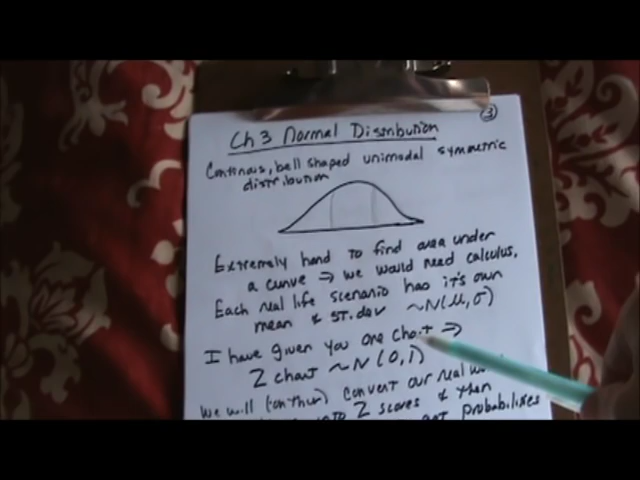 3
Ch 3 Normal Distribution
Continous, bell shaped unimodal symmetric
distribution
Extremely hard to find area under
a curve ⇒ we would need calculus.
Each real life scenario has it's own
mean & st. dev ~N(μ, σ)
I have given you one chart ⇒
Z chart ~N(0,1)
We will convert our real
into Z scores & then
probabilities